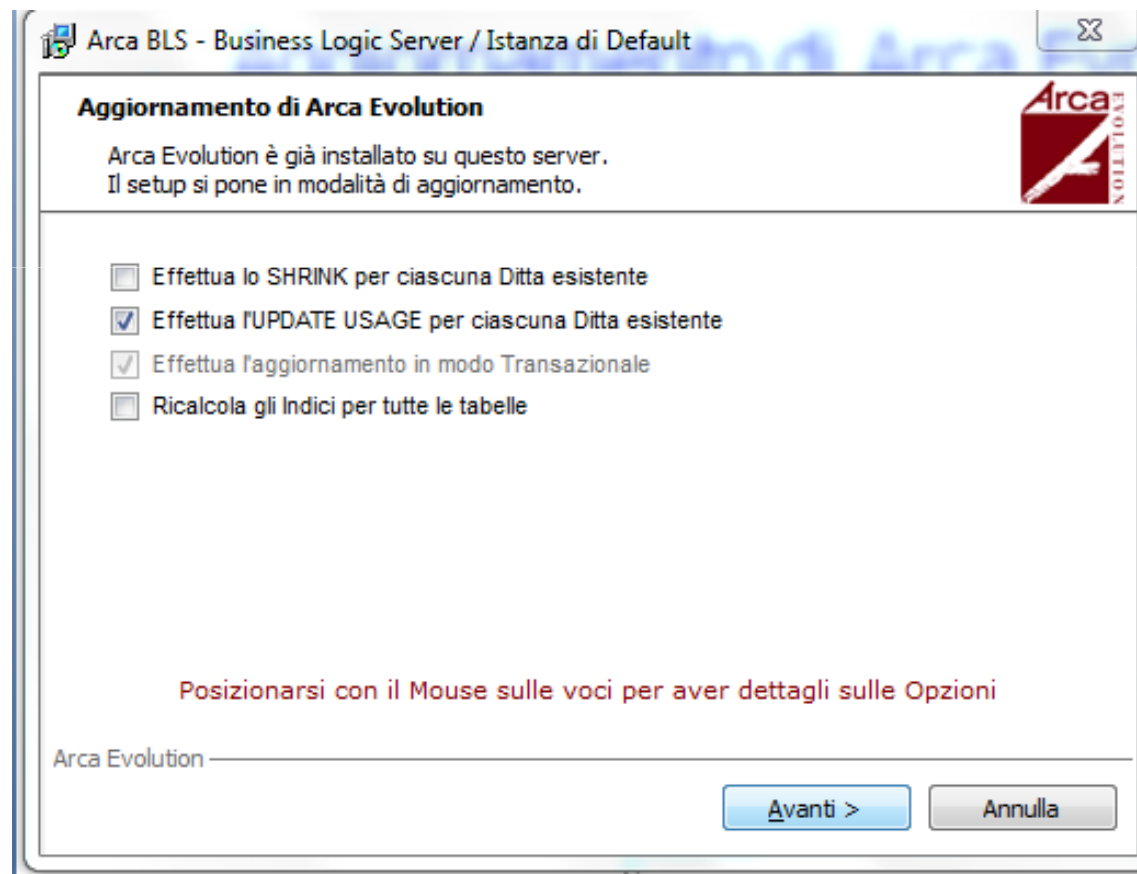 Arca BLS - Business Logic Server / Istanza di Default
Aggiornamento di Arca Evolution
Arca Evolution è già installato su questo server.
Il setup si pone in modalità di aggiornamento.
Arca
EVOLUTION
Effettua lo SHRINK per ciascuna Ditta esistente
Effettua l'UPDATE USAGE per ciascuna Ditta esistente
Effettua l'aggiornamento in modo Transazionale
Ricalcola gli Indici per tutte le tabelle
Posizionarsi con il Mouse sulle voci per aver dettagli sulle Opzioni
Arca Evolution
Avanti >
Annulla